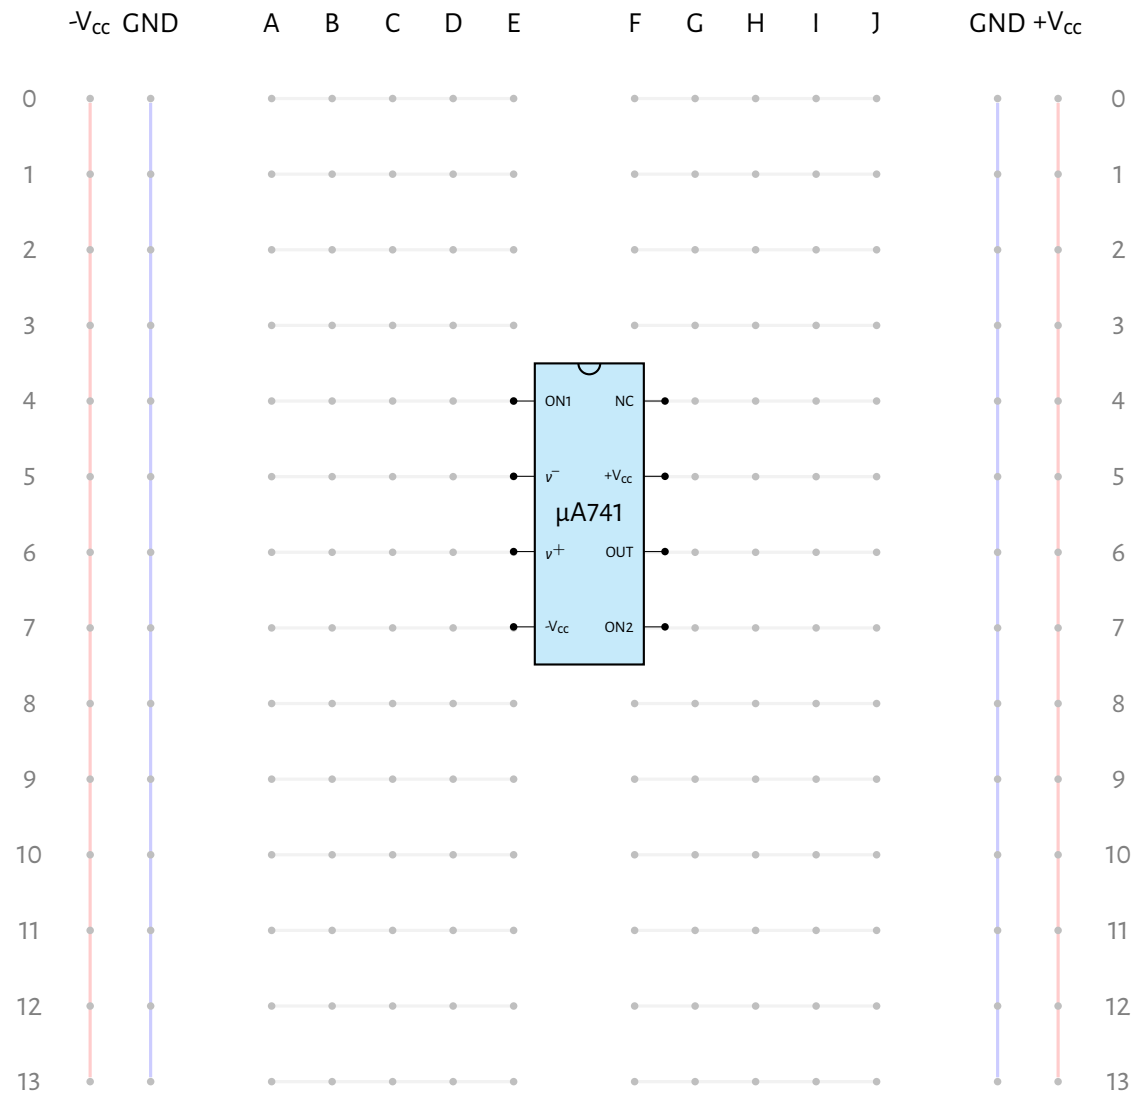 -Vcc GND A B C D E F G H I J GND +Vcc
0 0
1 1
2 2
3 3
4 ON1 NC 4
5 v⁻ +Vcc 5
µA741
6 v⁺ OUT 6
7 -Vcc ON2 7
8 8
9 9
10 10
11 11
12 12
13 13